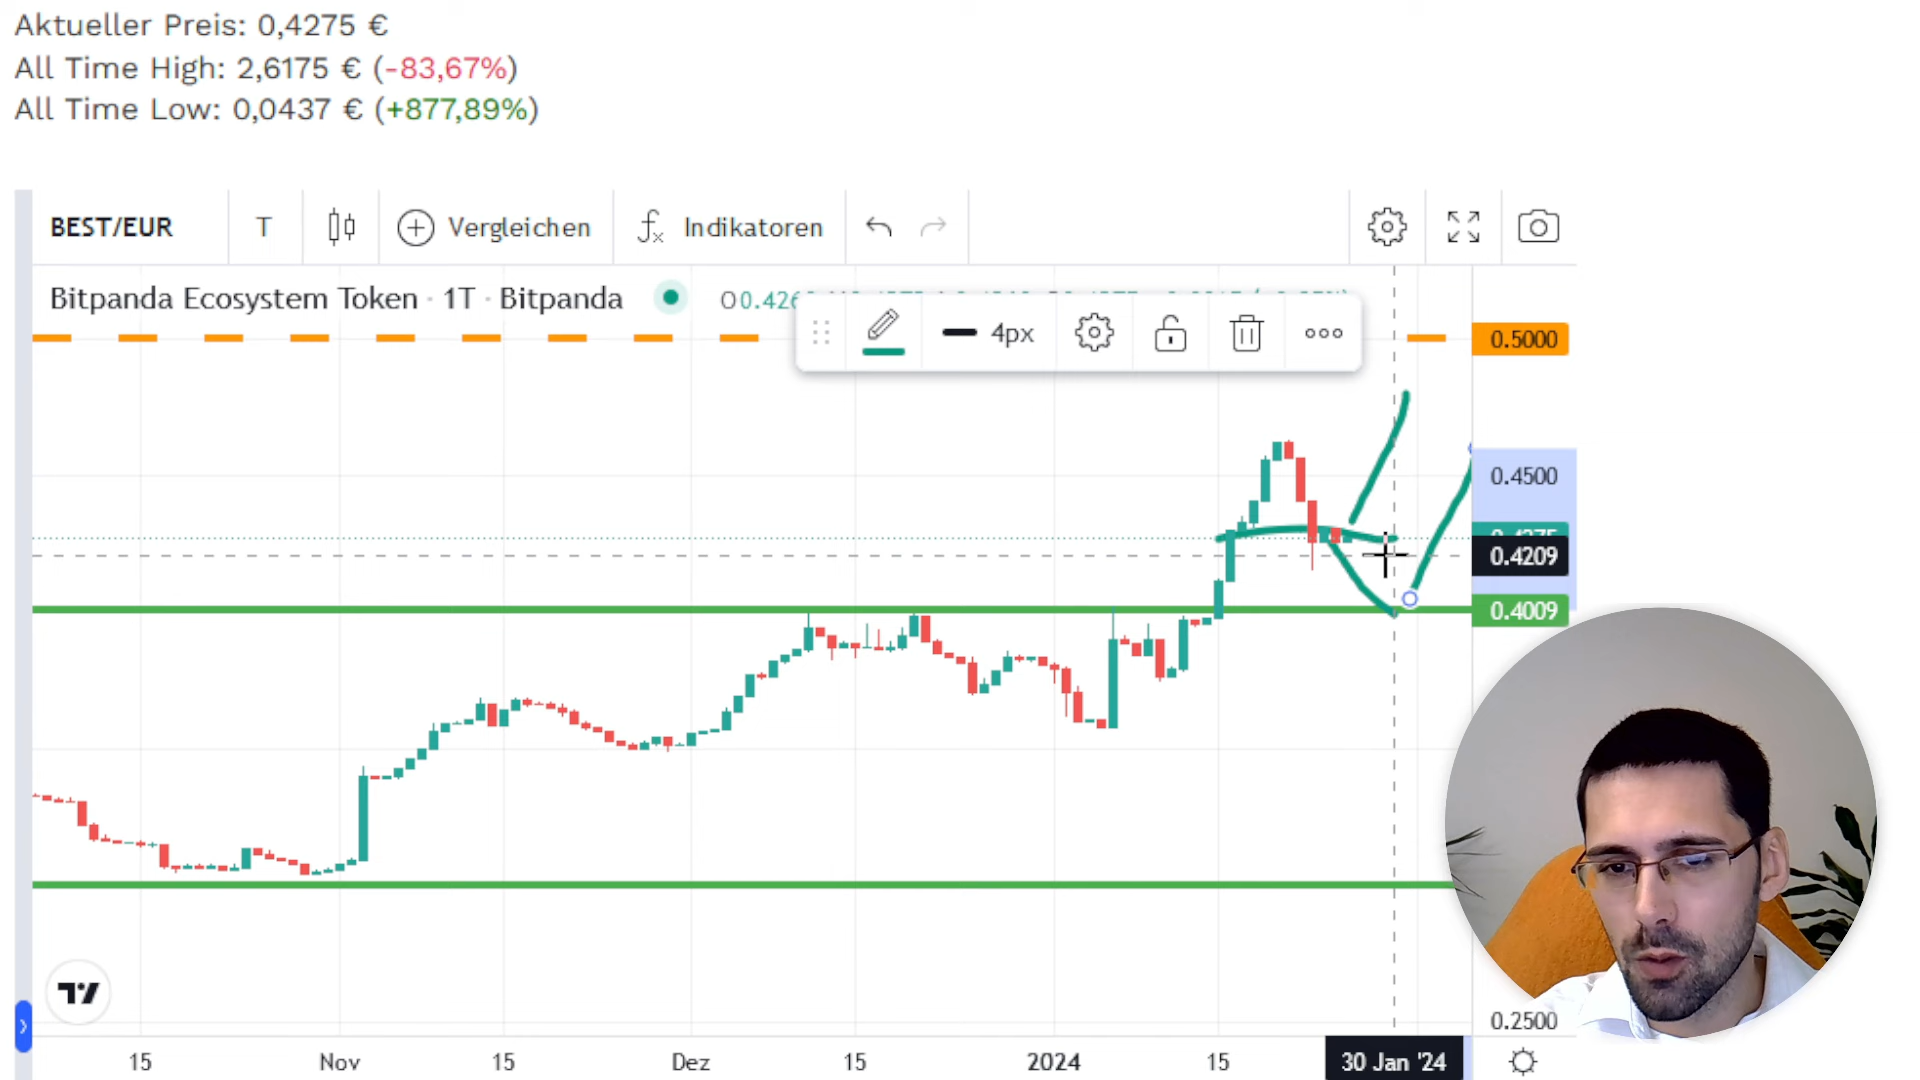 Aktueller Preis: 0,4275 €
All Time High: 2,6175 € (-83,67%)
All Time Low: 0,0437 € (+877,89%)
BEST/EUR T Vergleichen fx Indikatoren
Bitpanda Ecosystem Token · 1T · Bitpanda
4px
0.5000
0.4500
0.4209
0.4009
0.2500
15 Nov 15 Dez 15 2024 15 30 Jan '24